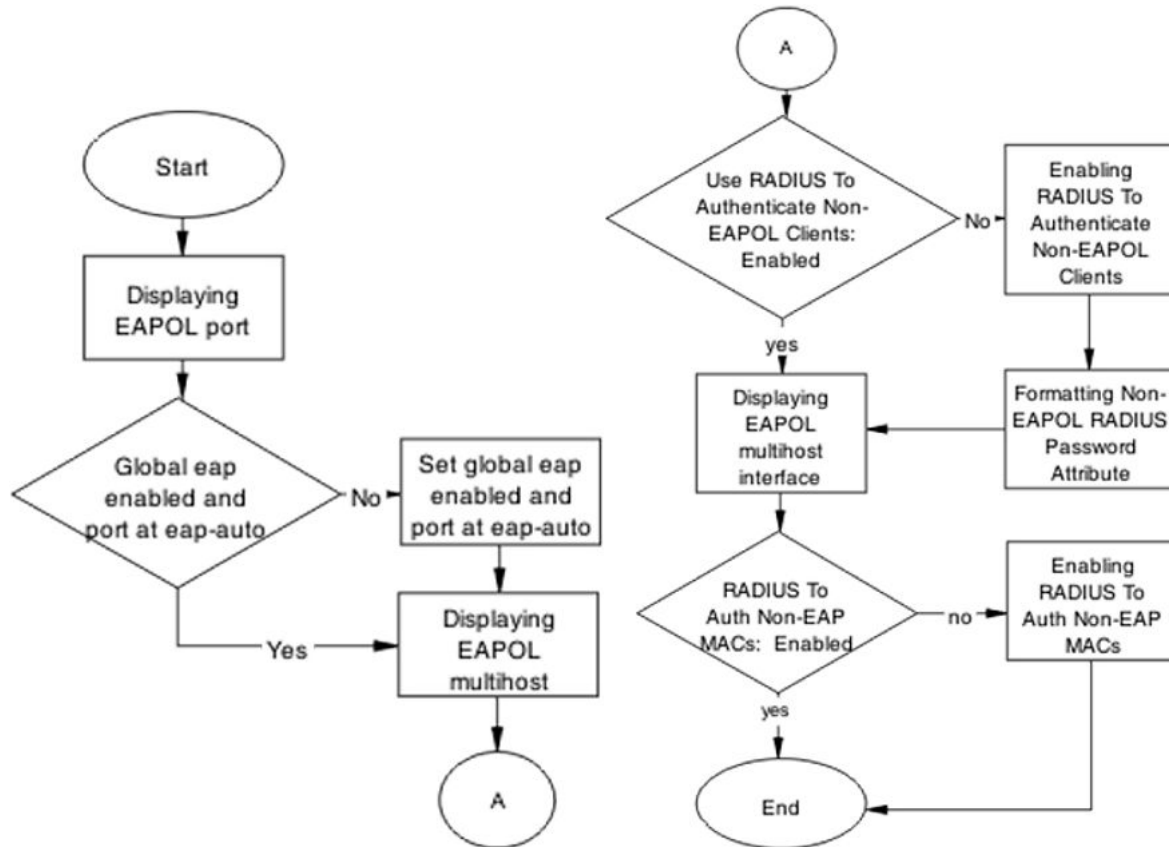 Start
Displaying
EAPOL port
Global eap
enabled and
port at eap-auto
No
Set global eap
enabled and
port at eap-auto
Yes
Displaying
EAPOL
multihost
A
A
Use RADIUS To
Authenticate Non-
EAPOL Clients:
Enabled
No
Enabling
RADIUS To
Authenticate
Non-EAPOL
Clients
yes
Displaying
EAPOL
multihost
interface
Formatting Non-
EAPOL RADIUS
Password
Attribute
RADIUS To
Auth Non-EAP
MACs: Enabled
no
Enabling
RADIUS To
Auth Non-EAP
MACs
yes
End